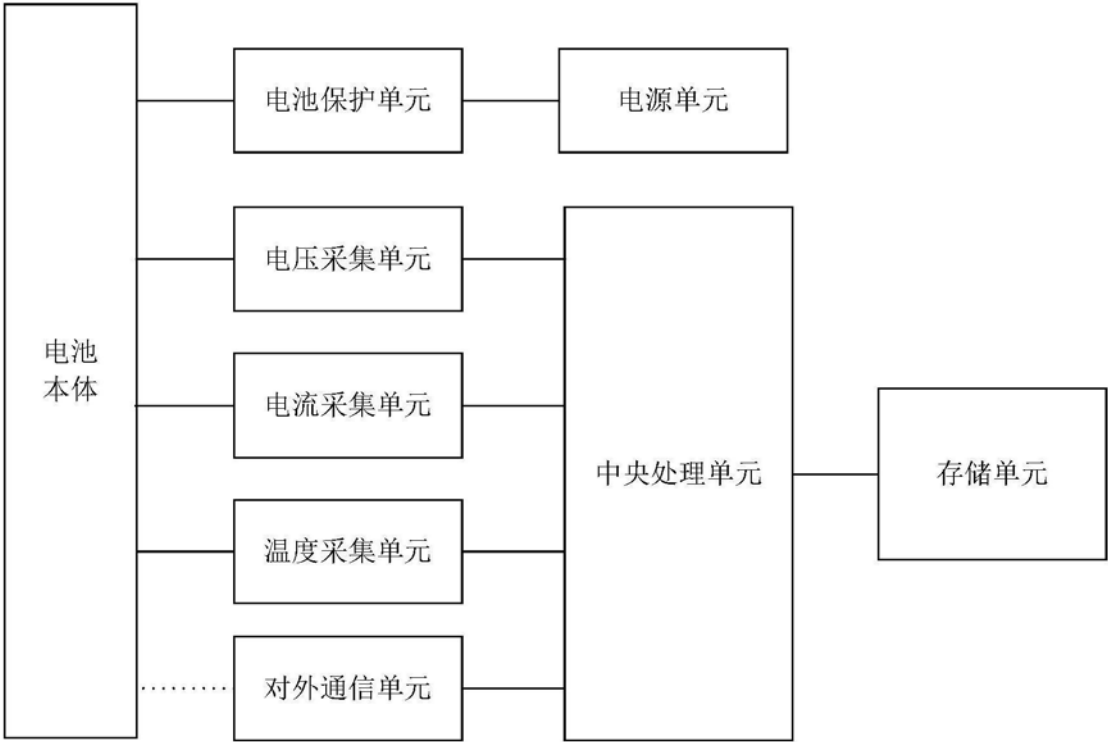 电池保护单元
电源单元
电压采集单元
电池
本体
电流采集单元
中央处理单元
存储单元
温度采集单元
对外通信单元